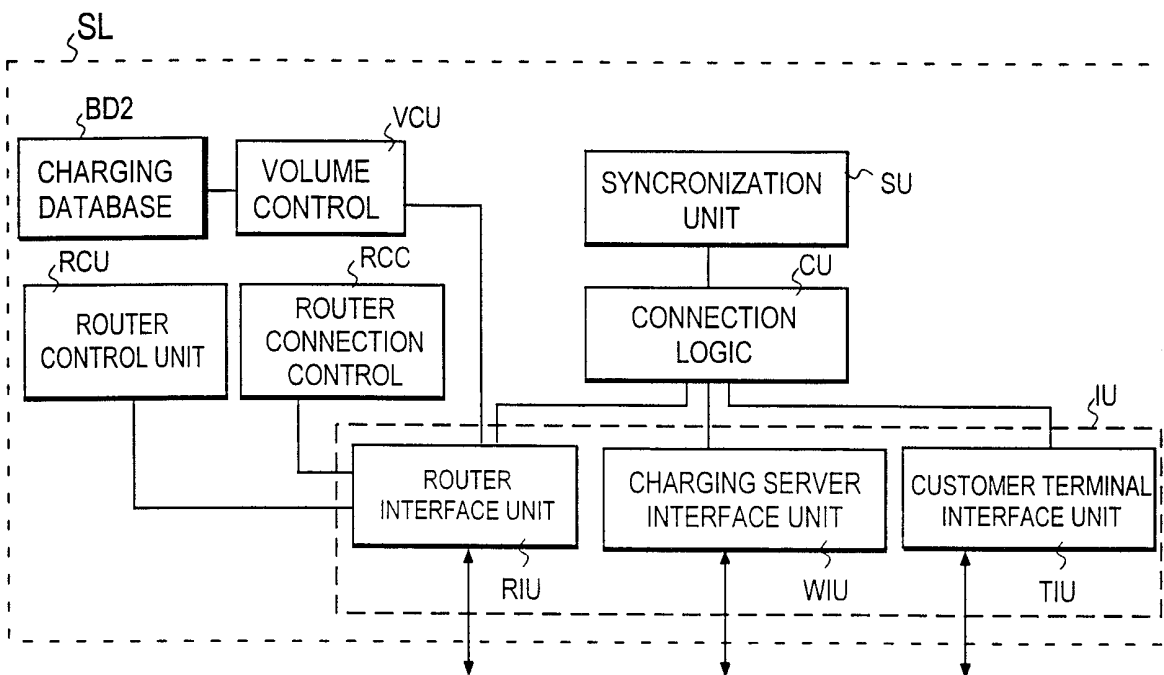 SL
BD2
CHARGING
DATABASE
VCU
VOLUME
CONTROL
SYNCRONIZATION
UNIT
SU
RCU
ROUTER
CONTROL UNIT
RCC
ROUTER
CONNECTION
CONTROL
CU
CONNECTION
LOGIC
IU
ROUTER
INTERFACE UNIT
RIU
CHARGING SERVER
INTERFACE UNIT
WIU
CUSTOMER TERMINAL
INTERFACE UNIT
TIU